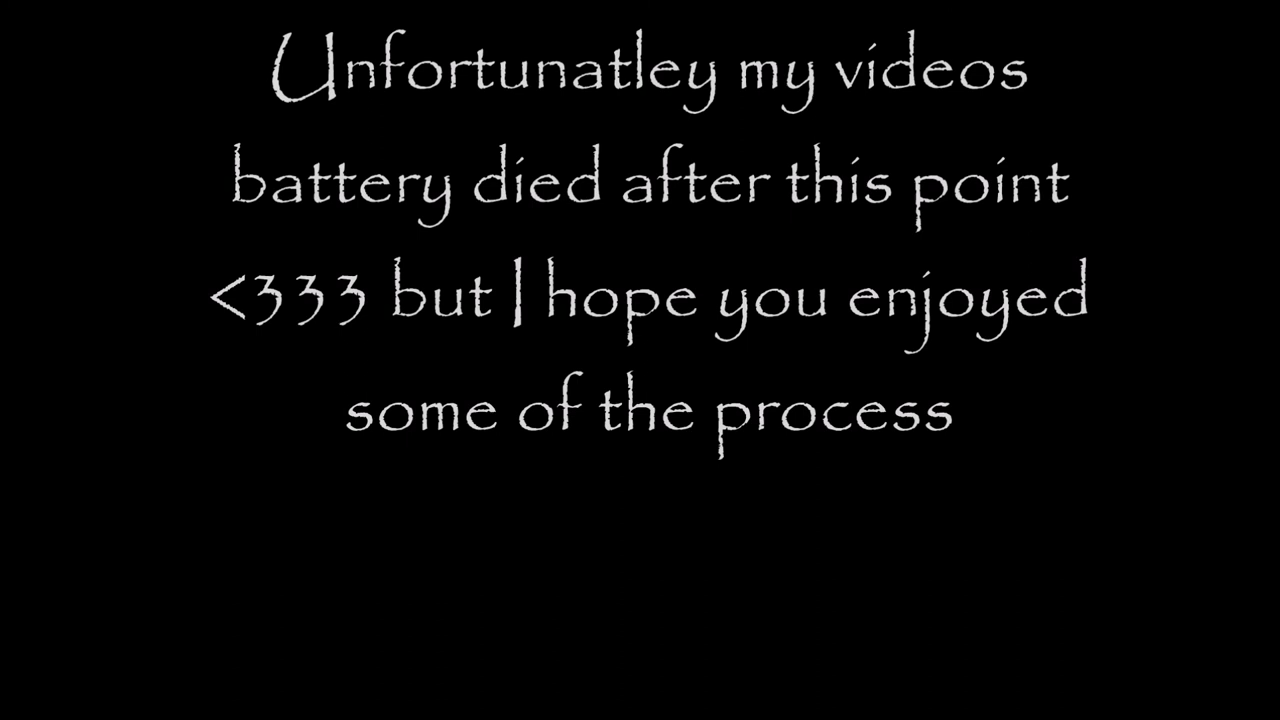 Unfortunatley my videos
battery died after this point
<333 but I hope you enjoyed
some of the process